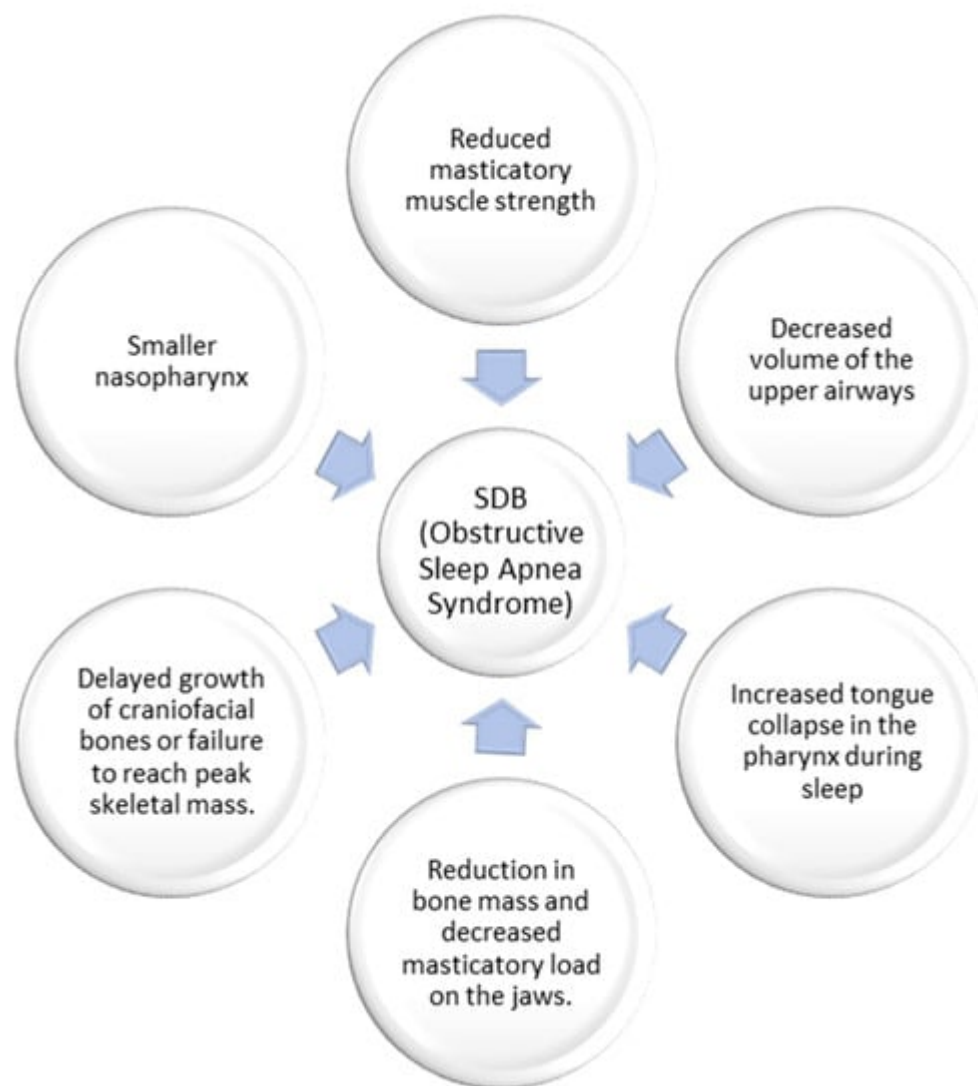 Reduced
masticatory
muscle strength
Smaller
nasopharynx
Decreased
volume of the
upper airways
SDB
(Obstructive
Sleep Apnea
Syndrome)
Delayed growth
of craniofacial
bones or failure
to reach peak
skeletal mass.
Increased tongue
collapse in the
pharynx during
sleep
Reduction in
bone mass and
decreased
masticatory load
on the jaws.